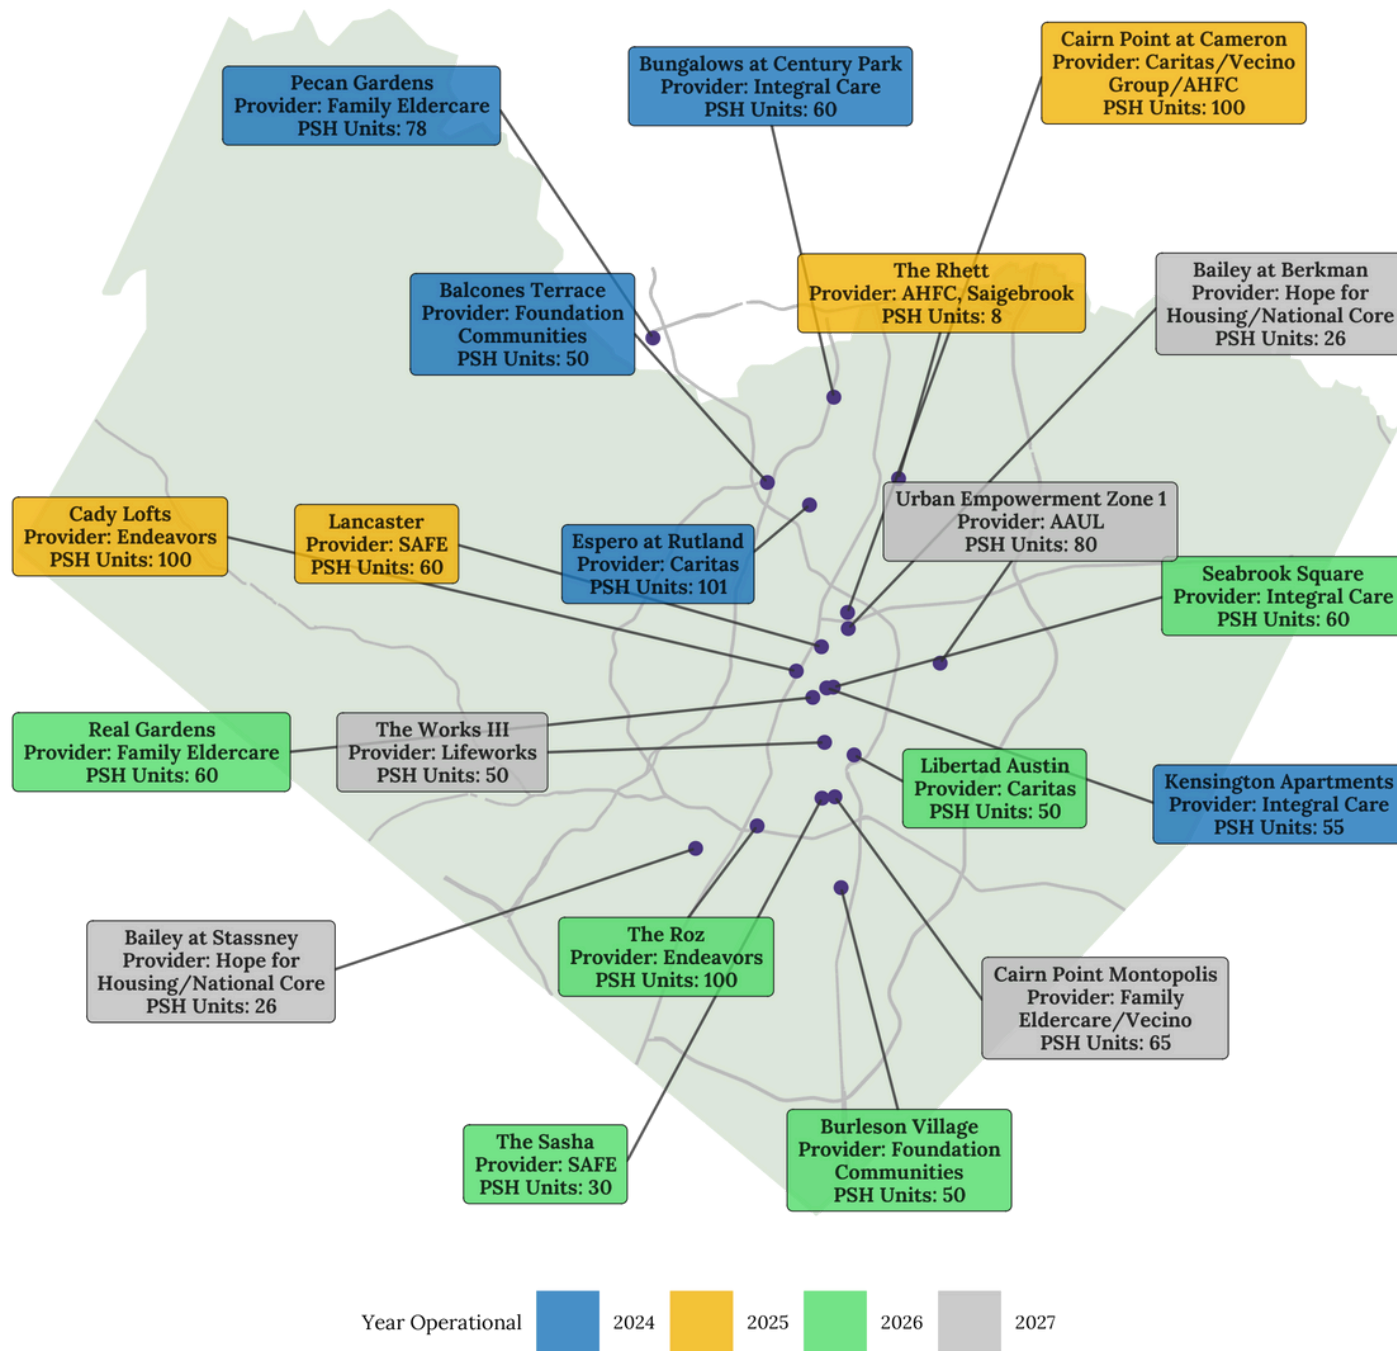 Pecan Gardens
Provider: Family Eldercare
PSH Units: 78
Bungalows at Century Park
Provider: Integral Care
PSH Units: 60
Cairn Point at Cameron
Provider: Caritas/Vecino
Group/AHFC
PSH Units: 100
Balcones Terrace
Provider: Foundation
Communities
PSH Units: 50
The Rhett
Provider: AHFC, Saigebrook
PSH Units: 8
Bailey at Berkman
Provider: Hope for
Housing/National Core
PSH Units: 26
Cady Lofts
Provider: Endeavors
PSH Units: 100
Lancaster
Provider: SAFE
PSH Units: 60
Espero at Rutland
Provider: Caritas
PSH Units: 101
Urban Empowerment Zone 1
Provider: AAUL
PSH Units: 80
Seabrook Square
Provider: Integral Care
PSH Units: 60
Real Gardens
Provider: Family Eldercare
PSH Units: 60
The Works III
Provider: Lifeworks
PSH Units: 50
Libertad Austin
Provider: Caritas
PSH Units: 50
Kensington Apartments
Provider: Integral Care
PSH Units: 55
Bailey at Stassney
Provider: Hope for
Housing/National Core
PSH Units: 26
The Roz
Provider: Endeavors
PSH Units: 100
Cairn Point Montopolis
Provider: Family
Eldercare/Vecino
PSH Units: 65
The Sasha
Provider: SAFE
PSH Units: 30
Burleson Village
Provider: Foundation
Communities
PSH Units: 50
Year Operational 2024 2025 2026 2027